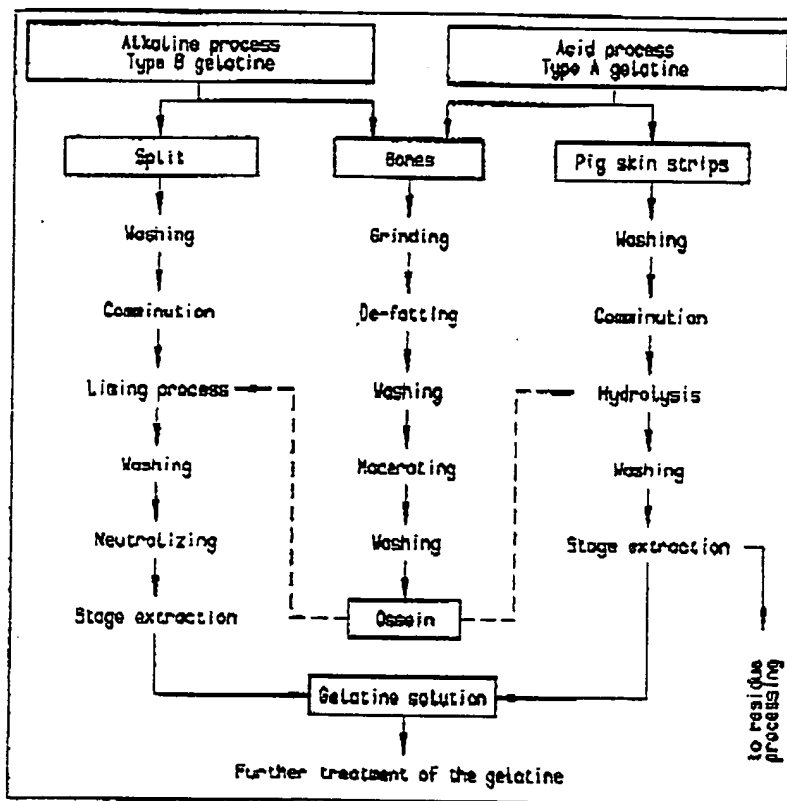 Alkaline process
Type B gelatine
Acid process
Type A gelatine
Split
Bones
Pig skin strips
Washing
Grinding
Washing
Comminution
De-fatting
Comminution
Liming process
Washing
Hydrolysis
Washing
Macerating
Washing
Neutralizing
Washing
Stage extraction
Stage extraction
Ossein
Gelatine solution
to residue
processing
Further treatment of the gelatine